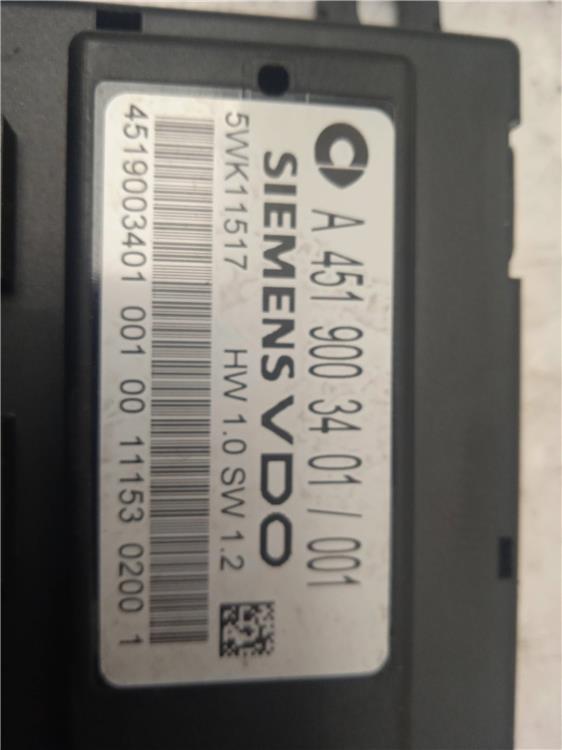 A 451 900 34 01 / 001
SIEMENS VDO
5WK11517 HW 1.0 SW 1.2
4519003401 001 00 11153 0200 1